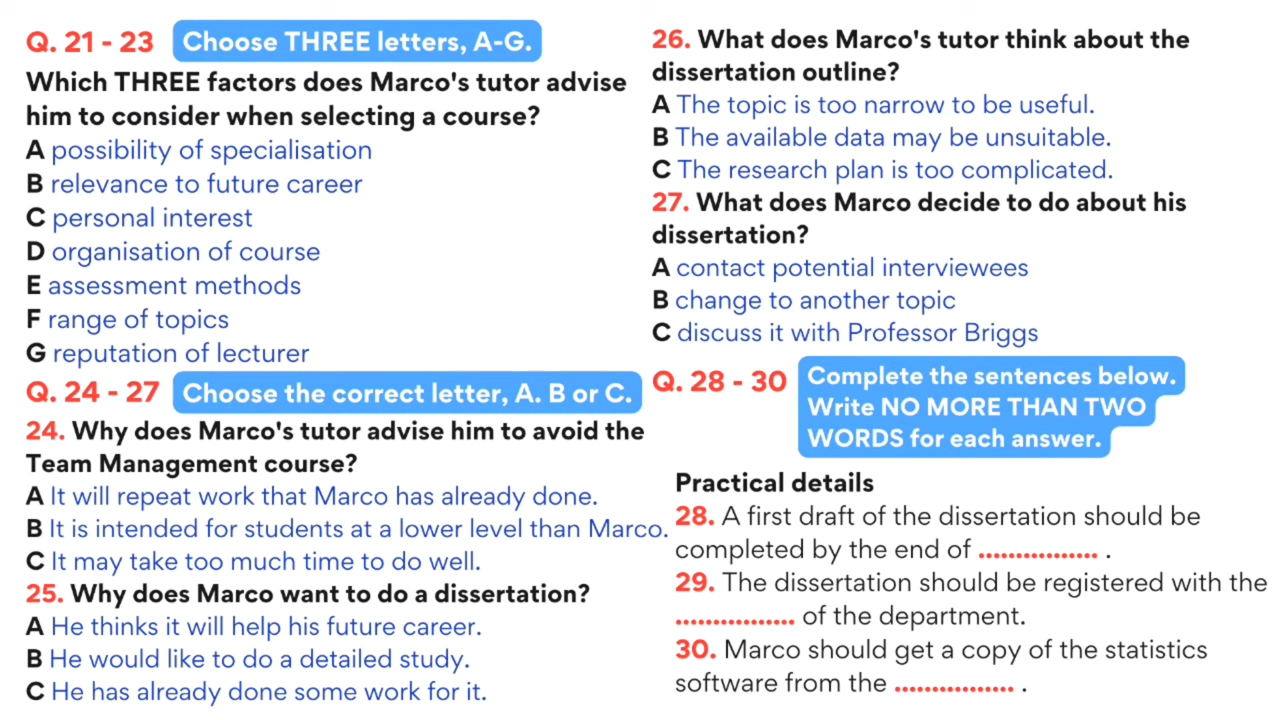 Q. 21 - 23 Choose THREE letters, A-G.
Which THREE factors does Marco's tutor advise
him to consider when selecting a course?
A possibility of specialisation
B relevance to future career
C personal interest
D organisation of course
E assessment methods
F range of topics
G reputation of lecturer
Q. 24 - 27 Choose the correct letter, A. B or C.
24. Why does Marco's tutor advise him to avoid the
Team Management course?
A It will repeat work that Marco has already done.
B It is intended for students at a lower level than Marco.
C It may take too much time to do well.
25. Why does Marco want to do a dissertation?
A He thinks it will help his future career.
B He would like to do a detailed study.
C He has already done some work for it.
26. What does Marco's tutor think about the
dissertation outline?
A The topic is too narrow to be useful.
B The available data may be unsuitable.
C The research plan is too complicated.
27. What does Marco decide to do about his
dissertation?
A contact potential interviewees
B change to another topic
C discuss it with Professor Briggs
Q. 28 - 30 Complete the sentences below.
Write NO MORE THAN TWO
WORDS for each answer.
Practical details
28. A first draft of the dissertation should be
completed by the end of ................ .
29. The dissertation should be registered with the
................ of the department.
30. Marco should get a copy of the statistics
software from the ................ .